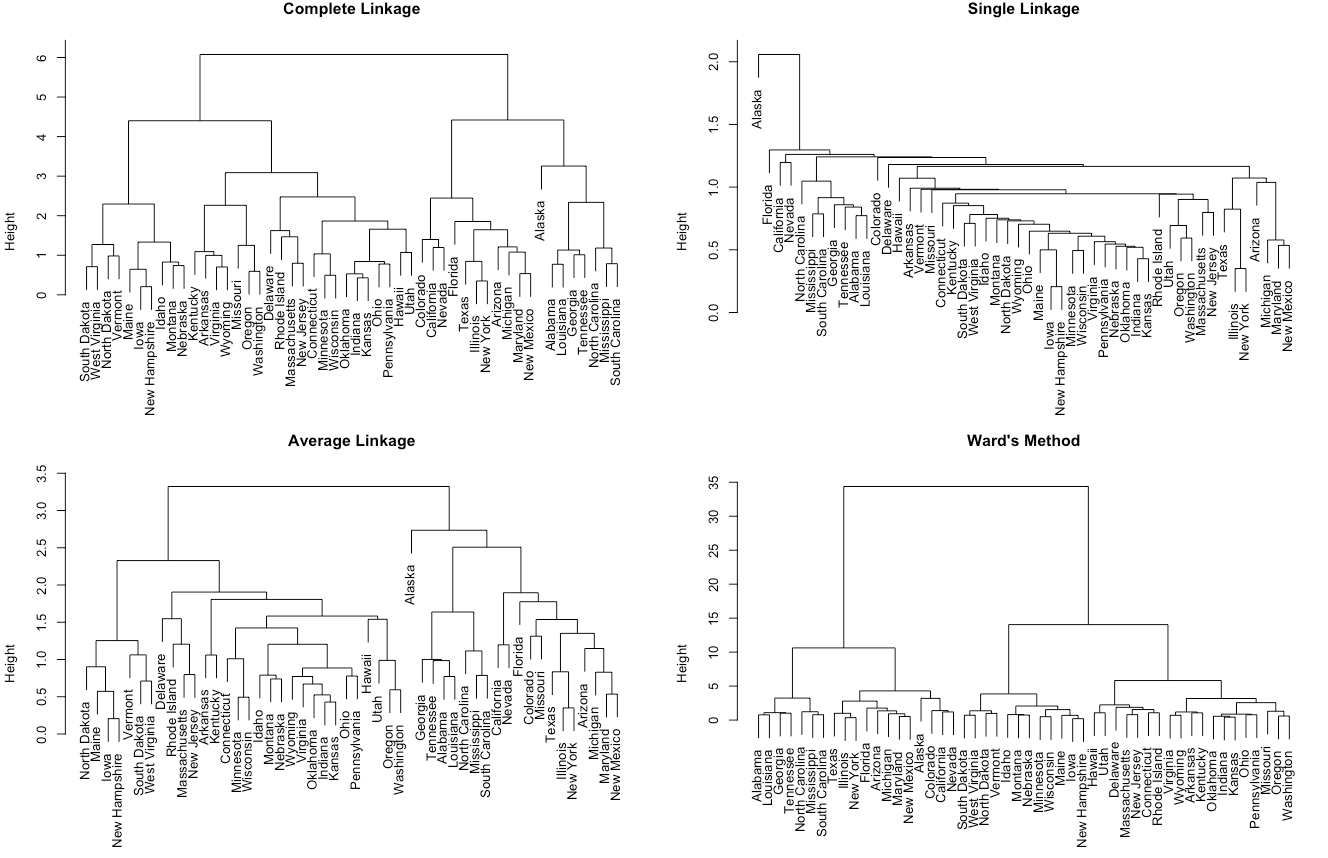 Complete Linkage
Height
6
5
4
3
2
1
0
South Dakota
West Virginia
North Dakota
Vermont
Maine
Iowa
New Hampshire
Idaho
Montana
Nebraska
Kentucky
Arkansas
Virginia
Wyoming
Missouri
Oregon
Washington
Delaware
Rhode Island
Massachusetts
New Jersey
Connecticut
Minnesota
Wisconsin
Oklahoma
Indiana
Kansas
Ohio
Pennsylvania
Hawaii
Utah
Colorado
California
Nevada
Florida
Texas
Illinois
New York
Arizona
Michigan
Maryland
New Mexico
Alaska
Alabama
Louisiana
Georgia
Tennessee
North Carolina
Mississippi
South Carolina
Single Linkage
Height
2.0
1.5
1.0
0.5
0.0
Alaska
Florida
California
Nevada
North Carolina
Mississippi
South Carolina
Georgia
Tennessee
Alabama
Louisiana
Colorado
Delaware
Hawaii
Arkansas
Vermont
Missouri
Connecticut
Kentucky
South Dakota
West Virginia
Idaho
Montana
North Dakota
Wyoming
Ohio
Maine
Iowa
New Hampshire
Minnesota
Wisconsin
Virginia
Pennsylvania
Nebraska
Oklahoma
Indiana
Kansas
Rhode Island
Utah
Oregon
Washington
Massachusetts
New Jersey
Texas
Illinois
New York
Arizona
Michigan
Maryland
New Mexico
Average Linkage
Height
3.5
3.0
2.5
2.0
1.5
1.0
0.5
0.0
North Dakota
Maine
Iowa
New Hampshire
Vermont
South Dakota
West Virginia
Delaware
Rhode Island
Massachusetts
New Jersey
Arkansas
Kentucky
Connecticut
Minnesota
Wisconsin
Idaho
Montana
Nebraska
Wyoming
Virginia
Oklahoma
Indiana
Kansas
Ohio
Pennsylvania
Hawaii
Utah
Oregon
Washington
Alaska
Georgia
Tennessee
Alabama
Louisiana
North Carolina
Mississippi
South Carolina
California
Nevada
Florida
Colorado
Missouri
Texas
Illinois
New York
Arizona
Michigan
Maryland
New Mexico
Ward's Method
Height
35
30
25
20
15
10
5
0
Alabama
Louisiana
Georgia
Tennessee
North Carolina
Mississippi
South Carolina
Texas
Illinois
New York
Florida
Arizona
Michigan
Maryland
New Mexico
Alaska
Colorado
California
Nevada
South Dakota
West Virginia
North Dakota
Vermont
Idaho
Montana
Nebraska
Minnesota
Wisconsin
Maine
Iowa
New Hampshire
Hawaii
Utah
Delaware
Massachusetts
New Jersey
Connecticut
Rhode Island
Virginia
Wyoming
Arkansas
Kentucky
Oklahoma
Indiana
Kansas
Ohio
Pennsylvania
Missouri
Oregon
Washington